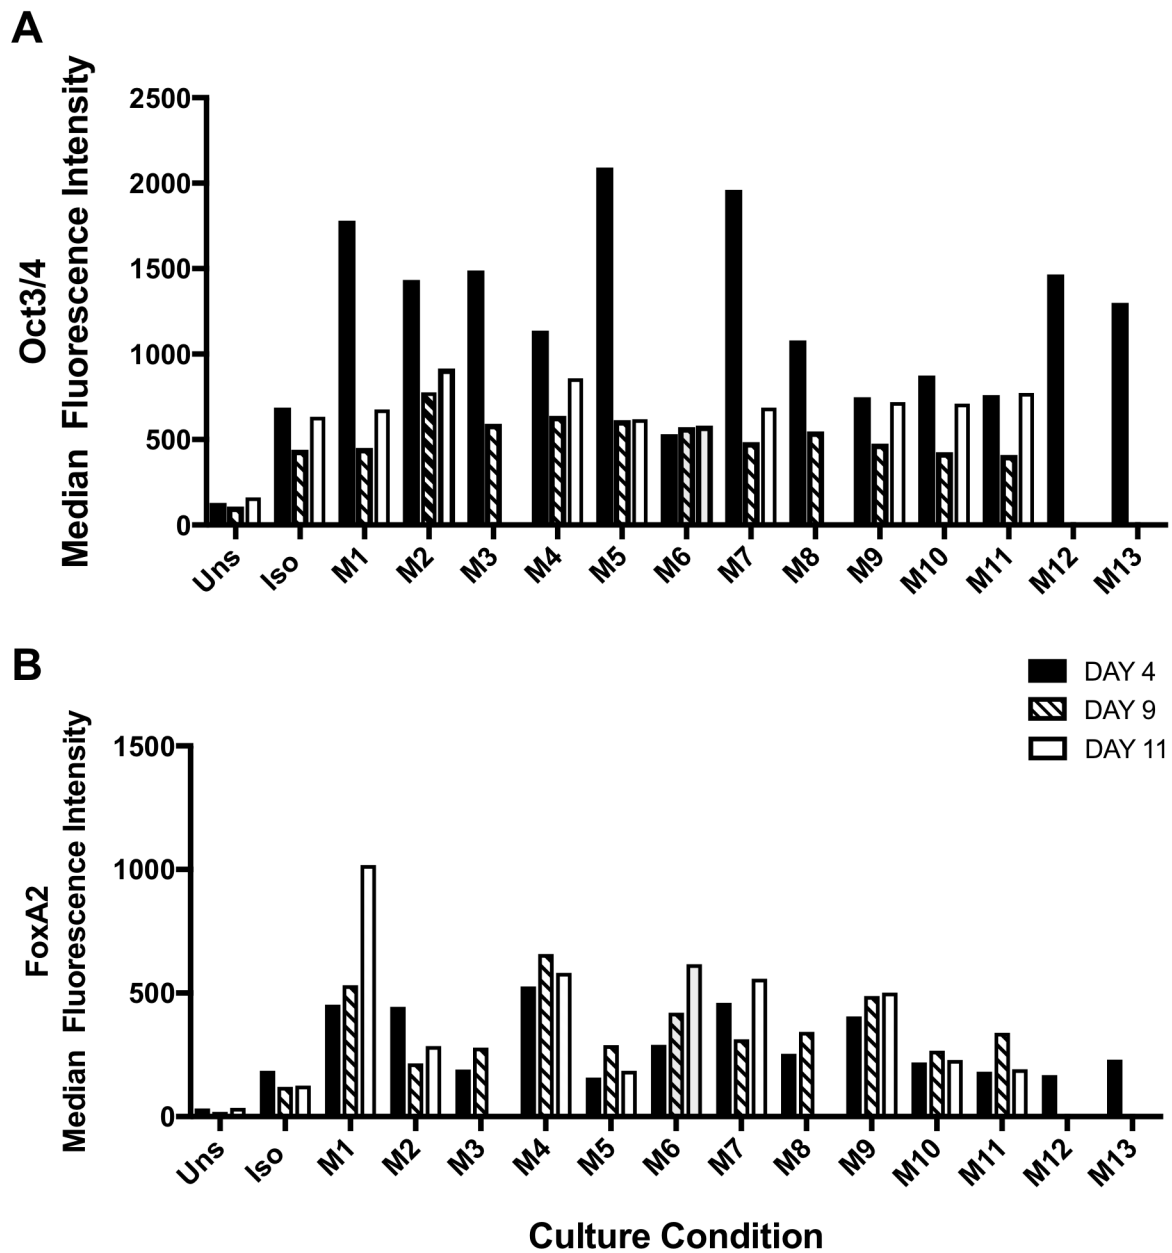 A
Oct3/4
Median Fluorescence Intensity
2500
2000
1500
1000
500
0
Uns Iso M1 M2 M3 M4 M5 M6 M7 M8 M9 M10 M11 M12 M13
B
DAY 4
DAY 9
DAY 11
FoxA2
Median Fluorescence Intensity
1500
1000
500
0
Uns Iso M1 M2 M3 M4 M5 M6 M7 M8 M9 M10 M11 M12 M13
Culture Condition